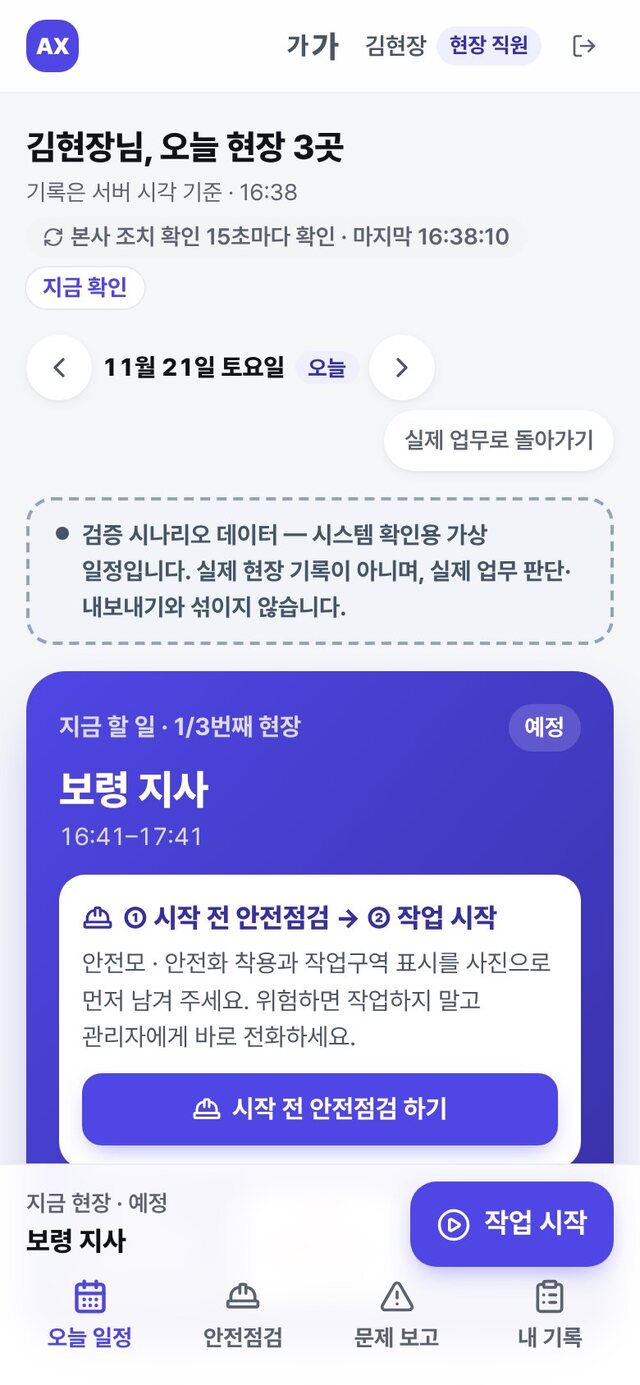 AX
가가 김현장 현장 직원
김현장님, 오늘 현장 3곳
기록은 서버 시각 기준 · 16:38
본사 조치 확인 15초마다 확인 · 마지막 16:38:10
지금 확인
11월 21일 토요일 오늘
실제 업무로 돌아가기
검증 시나리오 데이터 — 시스템 확인용 가상
일정입니다. 실제 현장 기록이 아니며, 실제 업무 판단·
내보내기와 섞이지 않습니다.
지금 할 일 · 1/3번째 현장
예정
보령 지사
16:41–17:41
① 시작 전 안전점검 → ② 작업 시작
안전모 · 안전화 착용과 작업구역 표시를 사진으로
먼저 남겨 주세요. 위험하면 작업하지 말고
관리자에게 바로 전화하세요.
시작 전 안전점검 하기
지금 현장 · 예정
보령 지사
작업 시작
오늘 일정
안전점검
문제 보고
내 기록